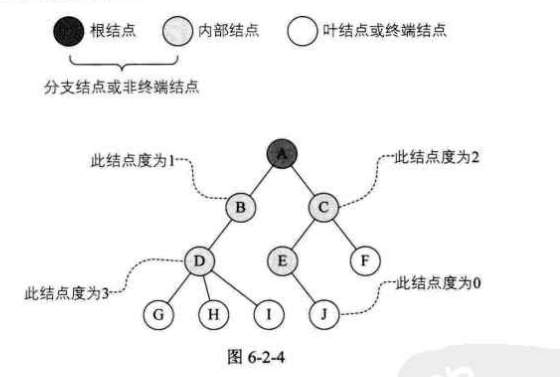 根结点 内部结点 叶结点或终端结点
分支结点或非终端结点
A
此结点度为1 此结点度为2
B C
D E F
此结点度为3 此结点度为0
G H I J
图 6-2-4